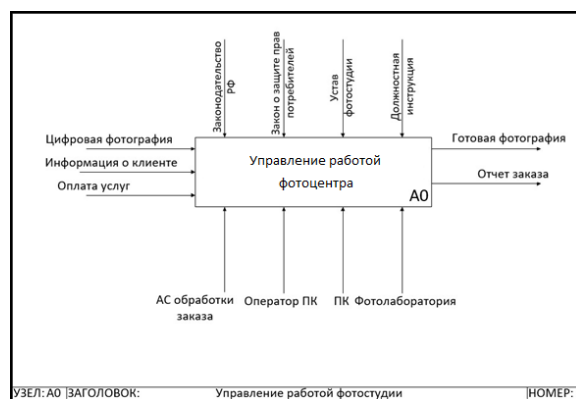 Законодательство
РФ
Закон о защите прав
потребителей
Устав
фотостудии
Должностная
инструкция
Цифровая фотография
Информация о клиенте
Оплата услуг
Управление работой
фотоцентра
A0
Готовая фотография
Отчет заказа
АС обработки
заказа
Оператор ПК
ПК
Фотолаборатория
УЗЕЛ: A0
ЗАГОЛОВОК:
Управление работой фотостудии
НОМЕР: